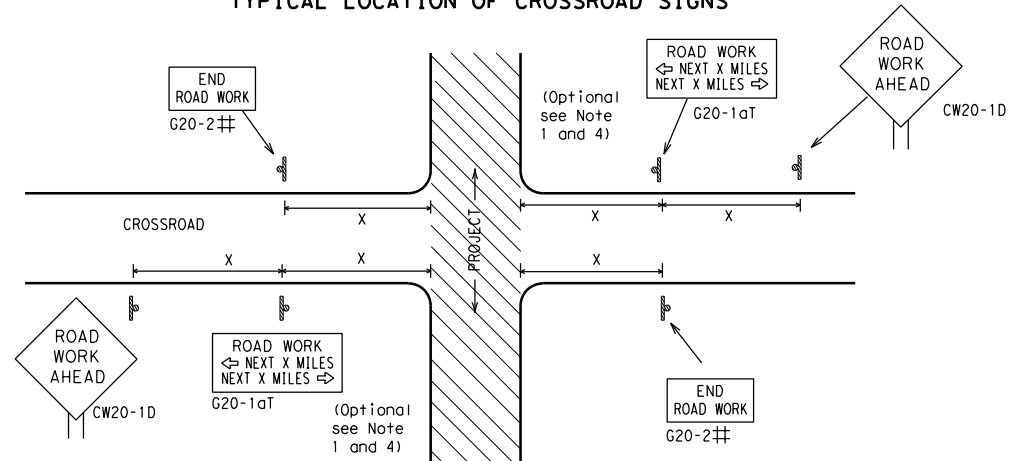 TYPICAL LOCATION OF CROSSROAD SIGNS
ROAD
WORK
AHEAD
CW20-1D
ROAD WORK
⇦ NEXT X MILES
NEXT X MILES ⇨
G20-1aT
(Optional
see Note
1 and 4)
END
ROAD WORK
G20-2#
X
X
X
CROSSROAD
PROJECT
X
X
X
ROAD
WORK
AHEAD
CW20-1D
ROAD WORK
⇦ NEXT X MILES
NEXT X MILES ⇨
G20-1aT
(Optional
see Note
1 and 4)
END
ROAD WORK
G20-2#